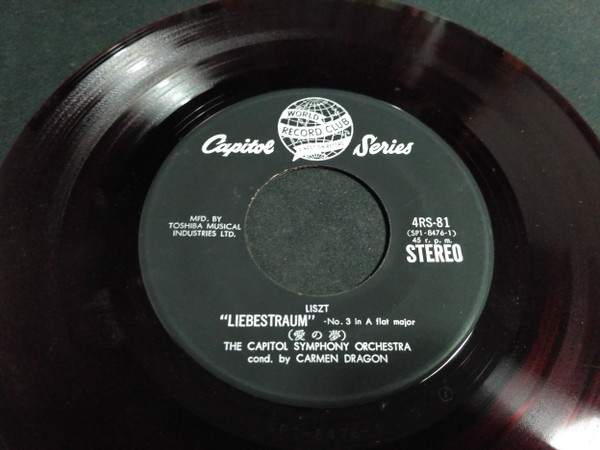 WORLD
RECORD CLUB
Capitol Series
MFD. BY
TOSHIBA MUSICAL
INDUSTRIES LTD.
4RS-81
(SP1-8476-1)
45 r. p. m.
STEREO
LISZT
"LIEBESTRAUM" -No. 3 in A flat major
(愛の夢)
THE CAPITOL SYMPHONY ORCHESTRA
cond. by CARMEN DRAGON